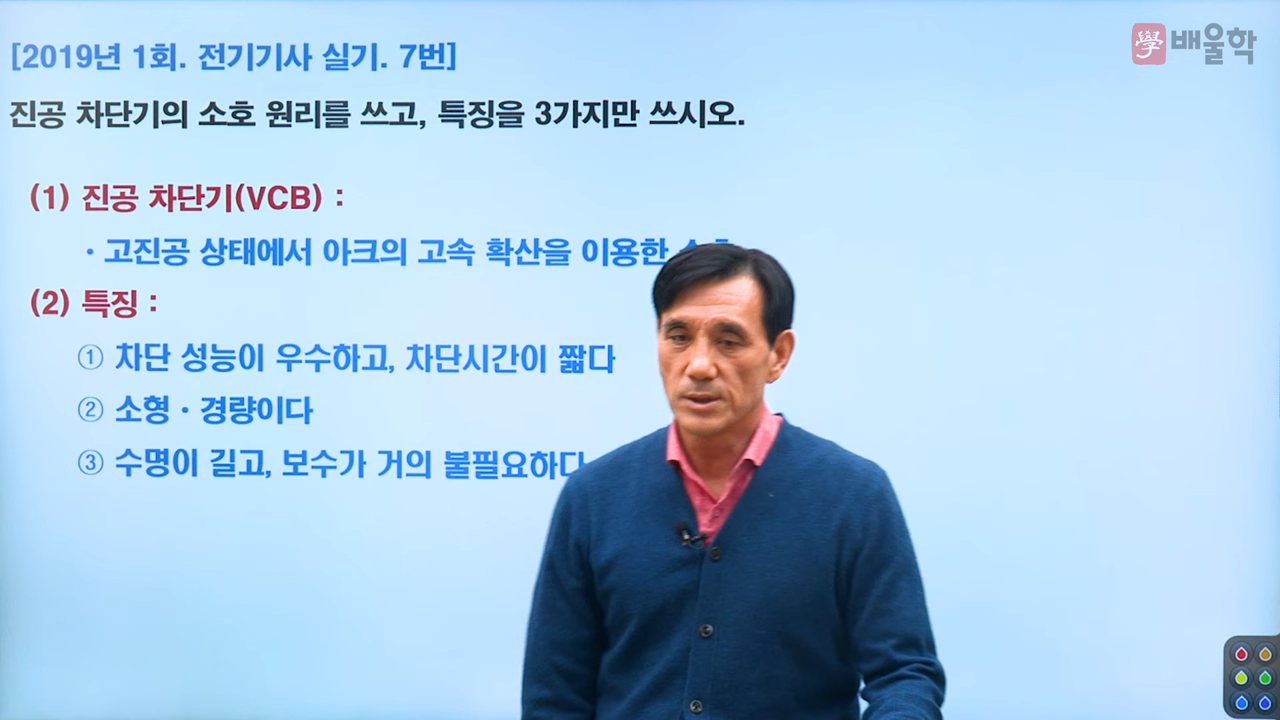 [2019년 1회. 전기기사 실기. 7번]
學 배울학
진공 차단기의 소호 원리를 쓰고, 특징을 3가지만 쓰시오.
(1) 진공 차단기(VCB) :
· 고진공 상태에서 아크의 고속 확산을 이용한
(2) 특징 :
① 차단 성능이 우수하고, 차단시간이 짧다
② 소형 · 경량이다
③ 수명이 길고, 보수가 거의 불필요하다